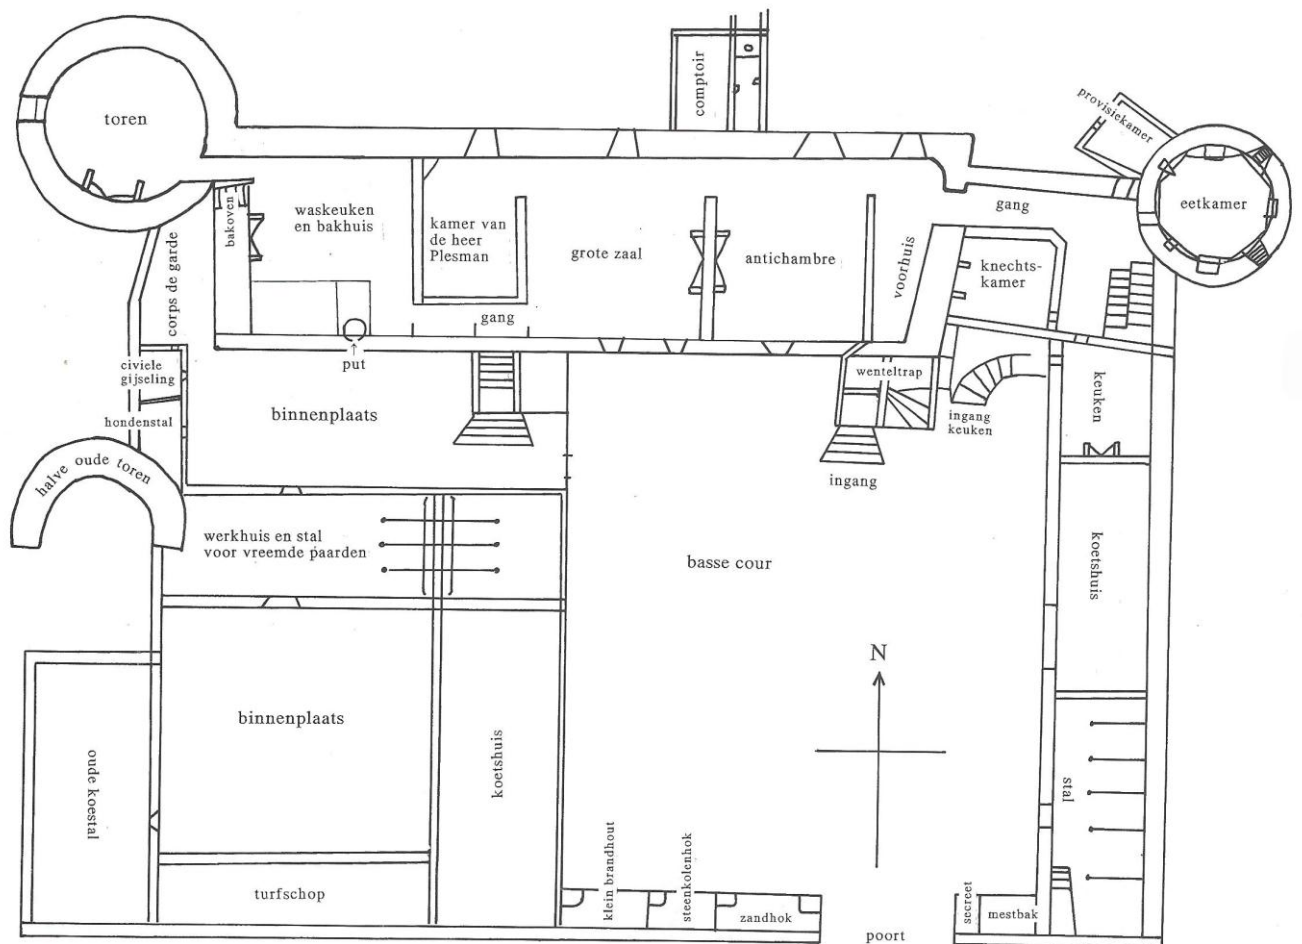 comptoir
provisiekamer
toren
eetkamer
gang
waskeuken
en bakhuis
bakoven
kamer van
de heer
Plesman
grote zaal
antichambre
voorhuis
knechts-
kamer
corps de garde
gang
put
civiele
gijseling
wenteltrap
keuken
binnenplaats
hondenstal
ingang
keuken
halve oude toren
ingang
werkhuis en stal
voor vreemde paarden
basse cour
koetshuis
N
binnenplaats
oude koestal
koetshuis
stal
klein brandhout
steenkolenhok
turfschop
zandhok
secreet
mestbak
poort